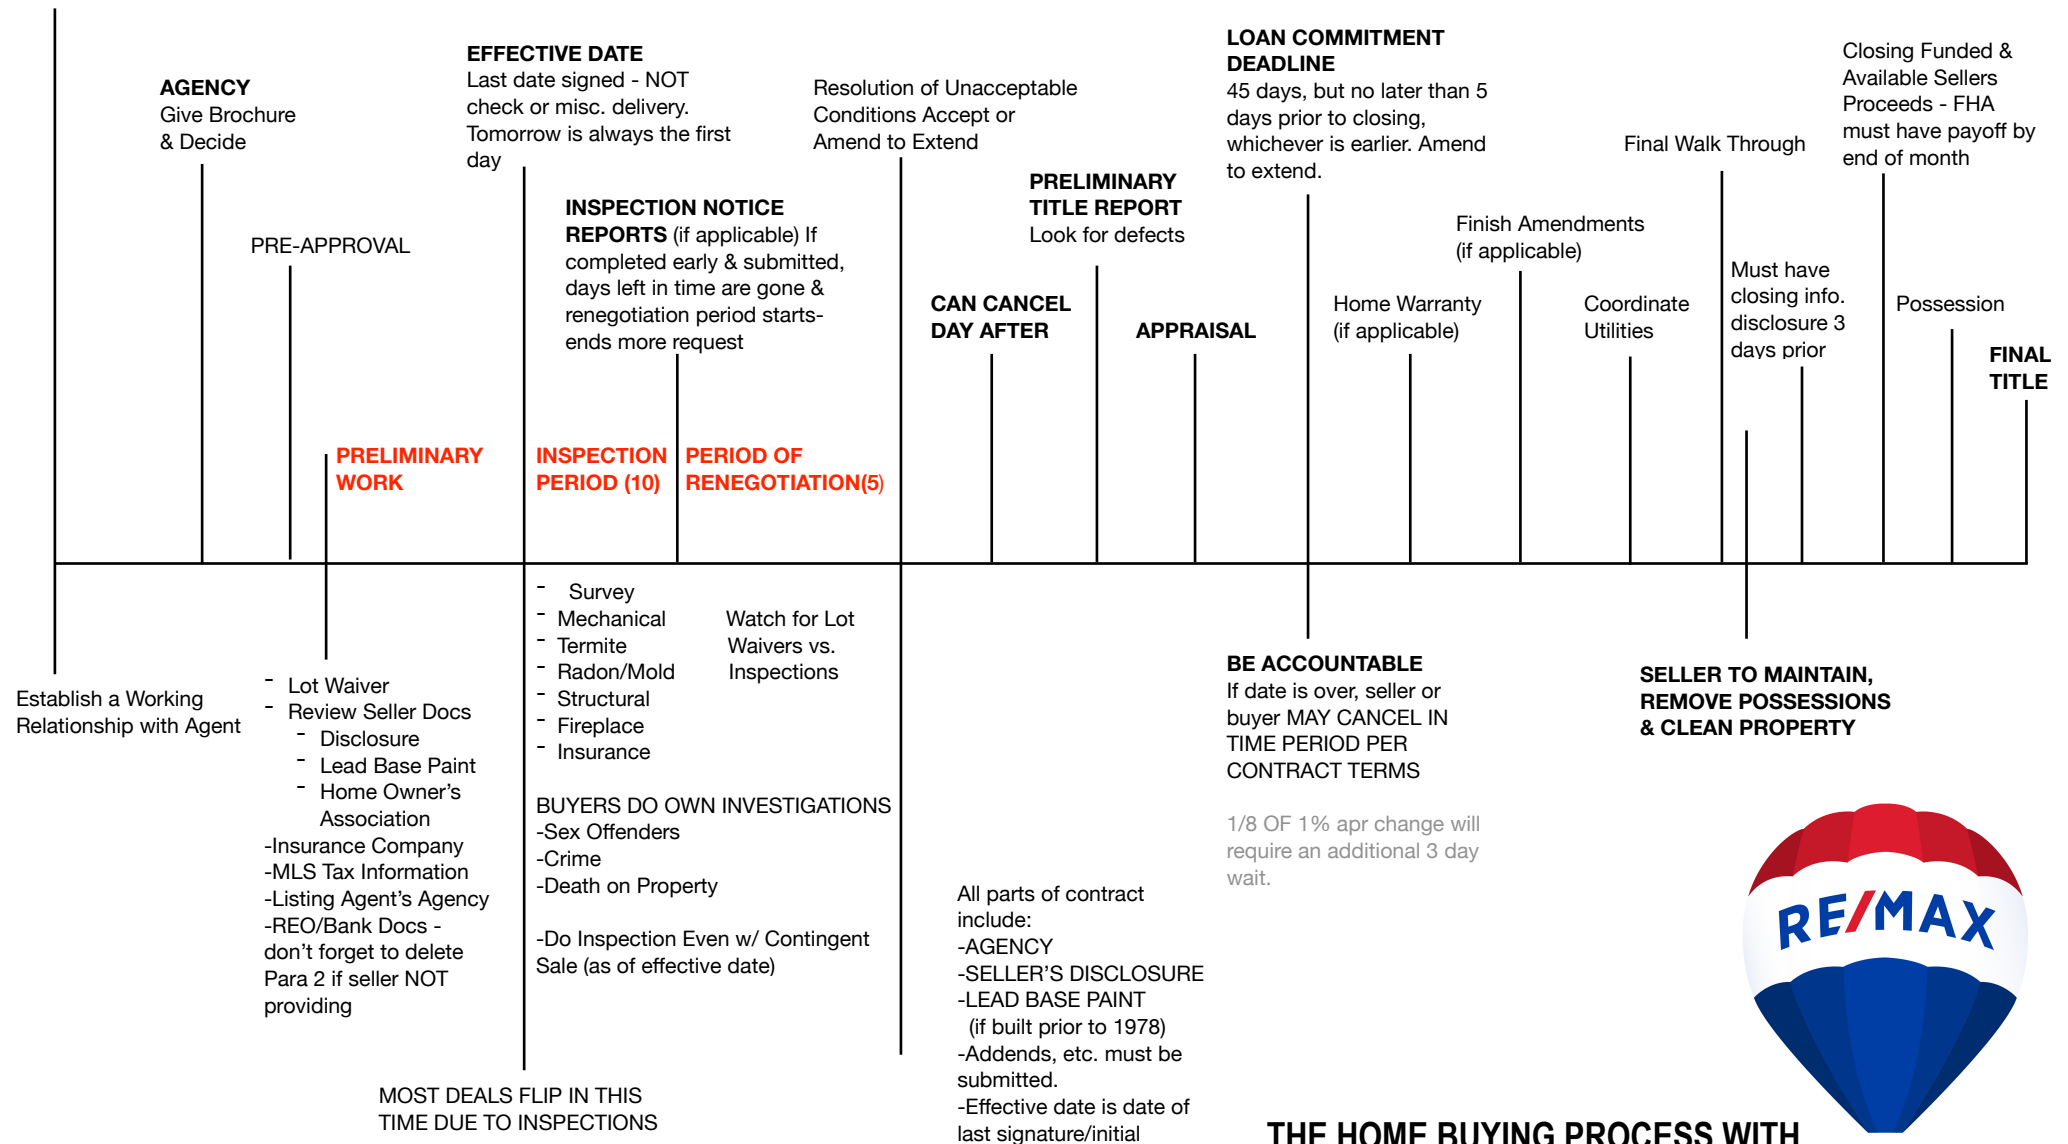 AGENCY
Give Brochure
& Decide
PRE-APPROVAL
EFFECTIVE DATE
Last date signed - NOT
check or misc. delivery.
Tomorrow is always the first
day
INSPECTION NOTICE
REPORTS (if applicable) If
completed early & submitted,
days left in time are gone &
renegotiation period starts-
ends more request
Resolution of Unacceptable
Conditions Accept or
Amend to Extend
CAN CANCEL
DAY AFTER
PRELIMINARY
TITLE REPORT
Look for defects
APPRAISAL
LOAN COMMITMENT
DEADLINE
45 days, but no later than 5
days prior to closing,
whichever is earlier. Amend
to extend.
Home Warranty
(if applicable)
Finish Amendments
(if applicable)
Coordinate
Utilities
Final Walk Through
Must have
closing info.
disclosure 3
days prior
Closing Funded &
Available Sellers
Proceeds - FHA
must have payoff by
end of month
Possession
FINAL
TITLE
PRELIMINARY
WORK
INSPECTION
PERIOD (10)
PERIOD OF
RENEGOTIATION(5)
Establish a Working
Relationship with Agent
- Lot Waiver
- Review Seller Docs
- Disclosure
- Lead Base Paint
- Home Owner's
Association
-Insurance Company
-MLS Tax Information
-Listing Agent's Agency
-REO/Bank Docs -
don't forget to delete
Para 2 if seller NOT
providing
- Survey
- Mechanical
- Termite
- Radon/Mold
- Structural
- Fireplace
- Insurance
Watch for Lot
Waivers vs.
Inspections
BUYERS DO OWN INVESTIGATIONS
-Sex Offenders
-Crime
-Death on Property
-Do Inspection Even w/ Contingent
Sale (as of effective date)
MOST DEALS FLIP IN THIS
TIME DUE TO INSPECTIONS
All parts of contract
include:
-AGENCY
-SELLER'S DISCLOSURE
-LEAD BASE PAINT
(if built prior to 1978)
-Addends, etc. must be
submitted.
-Effective date is date of
last signature/initial
BE ACCOUNTABLE
If date is over, seller or
buyer MAY CANCEL IN
TIME PERIOD PER
CONTRACT TERMS
1/8 OF 1% apr change will
require an additional 3 day
wait.
SELLER TO MAINTAIN,
REMOVE POSSESSIONS
& CLEAN PROPERTY
RE/MAX
THE HOME BUYING PROCESS WITH